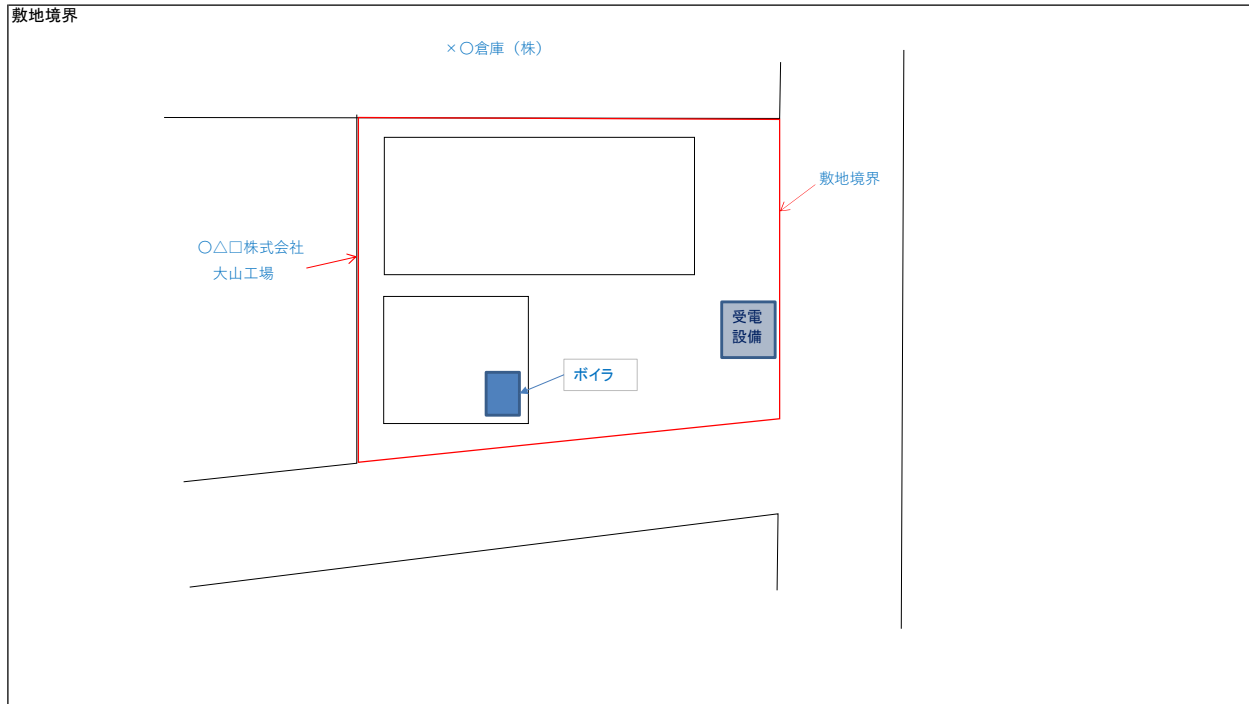 敷地境界
×〇倉庫（株）
敷地境界
〇△□株式会社
大山工場
受電
設備
ボイラ